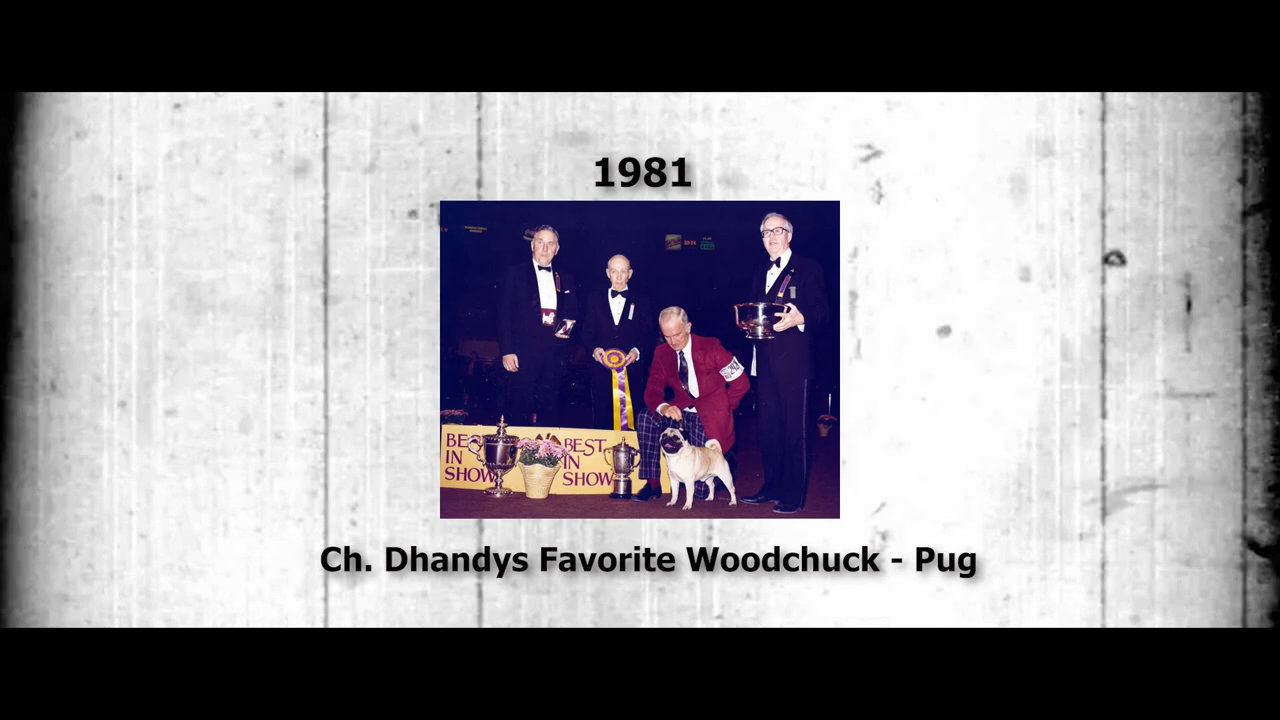 1981
BEST
IN
SHOW
BEST
IN
SHOW
Ch. Dhandys Favorite Woodchuck - Pug